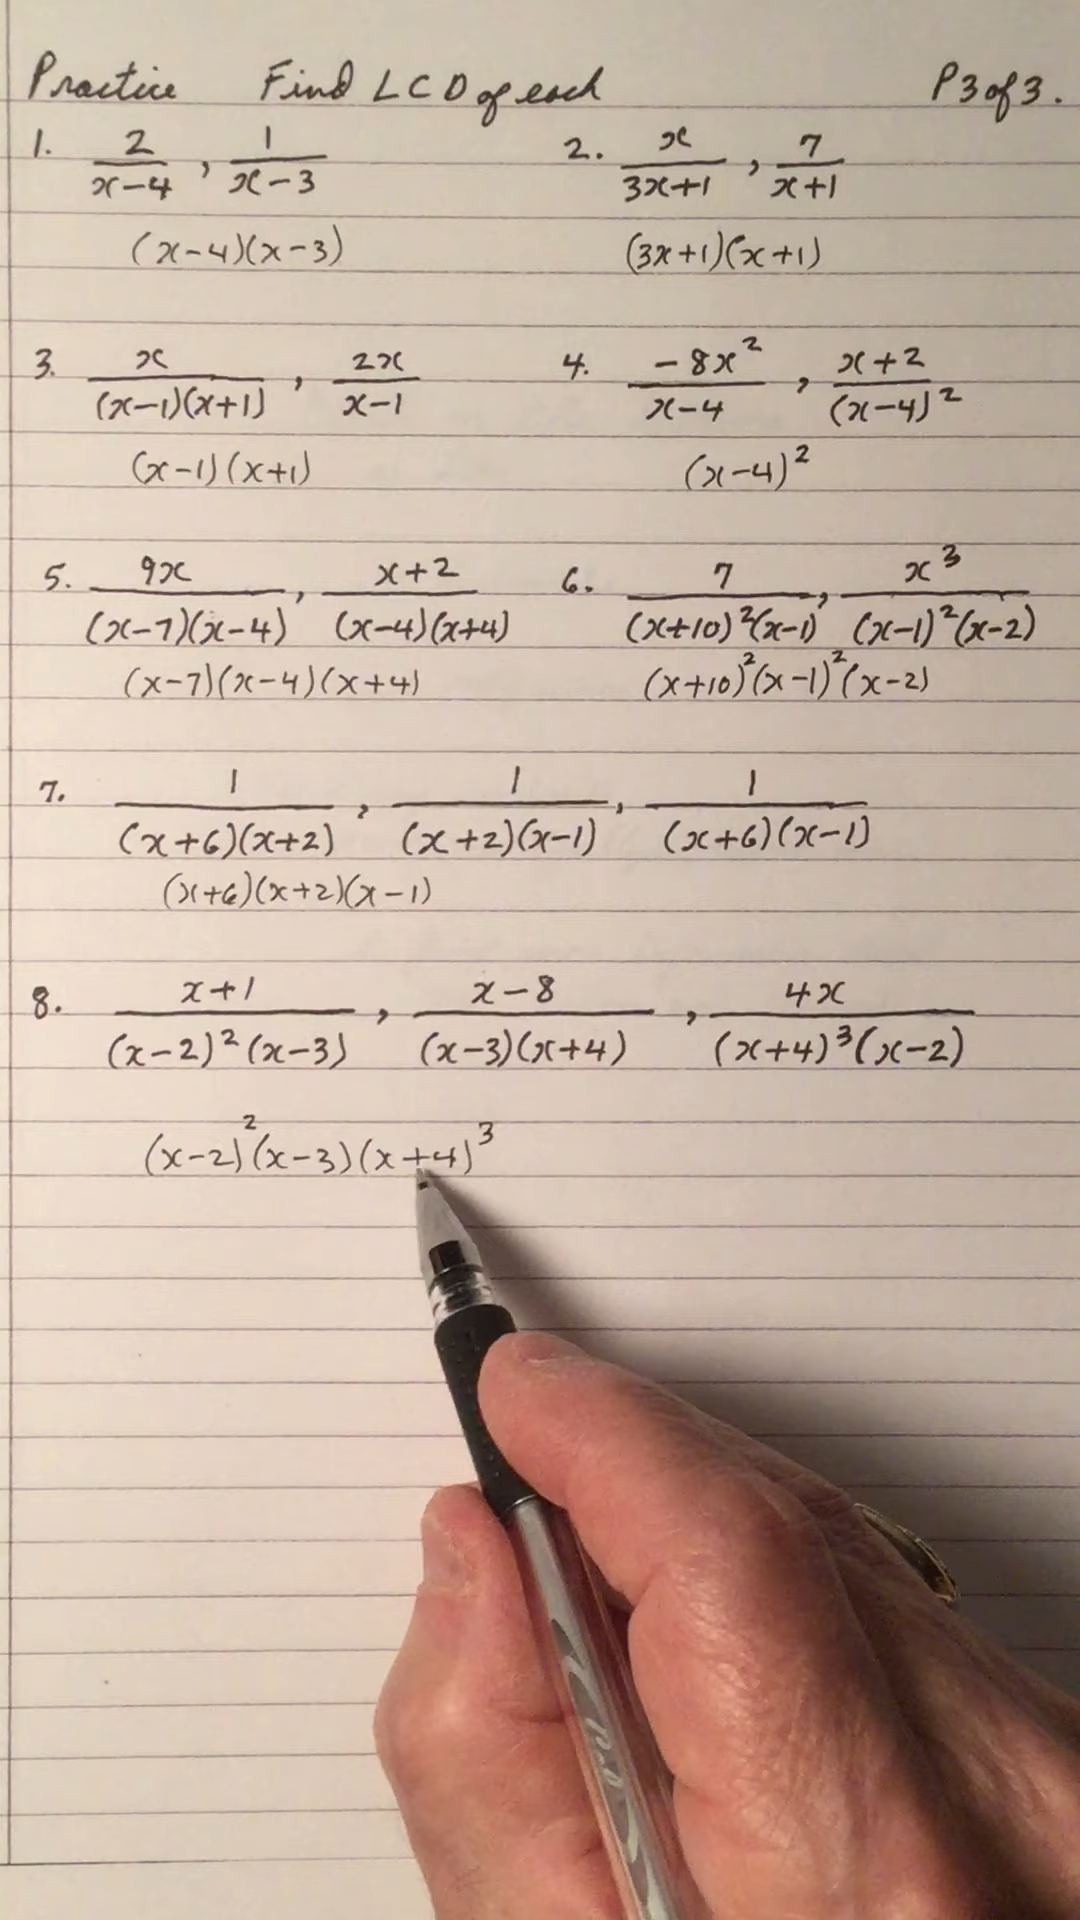 Practice Find LCD of each P3 of 3.
1. 2/(x-4), 1/(x-3) 2. x/(3x+1), 7/(x+1)
(x-4)(x-3) (3x+1)(x+1)
3. x/((x-1)(x+1)), 2x/(x-1) 4. -8x²/(x-4), (x+2)/(x-4)²
(x-1)(x+1) (x-4)²
5. 9x/((x-7)(x-4)), (x+2)/((x-4)(x+4)) 6. 7/((x+10)²(x-1)), x³/((x-1)²(x-2))
(x-7)(x-4)(x+4) (x+10)²(x-1)²(x-2)
7. 1/((x+6)(x+2)), 1/((x+2)(x-1)), 1/((x+6)(x-1))
(x+6)(x+2)(x-1)
8. (x+1)/((x-2)²(x-3)), (x-8)/((x-3)(x+4)), 4x/((x+4)³(x-2))
(x-2)²(x-3)(x+4)³